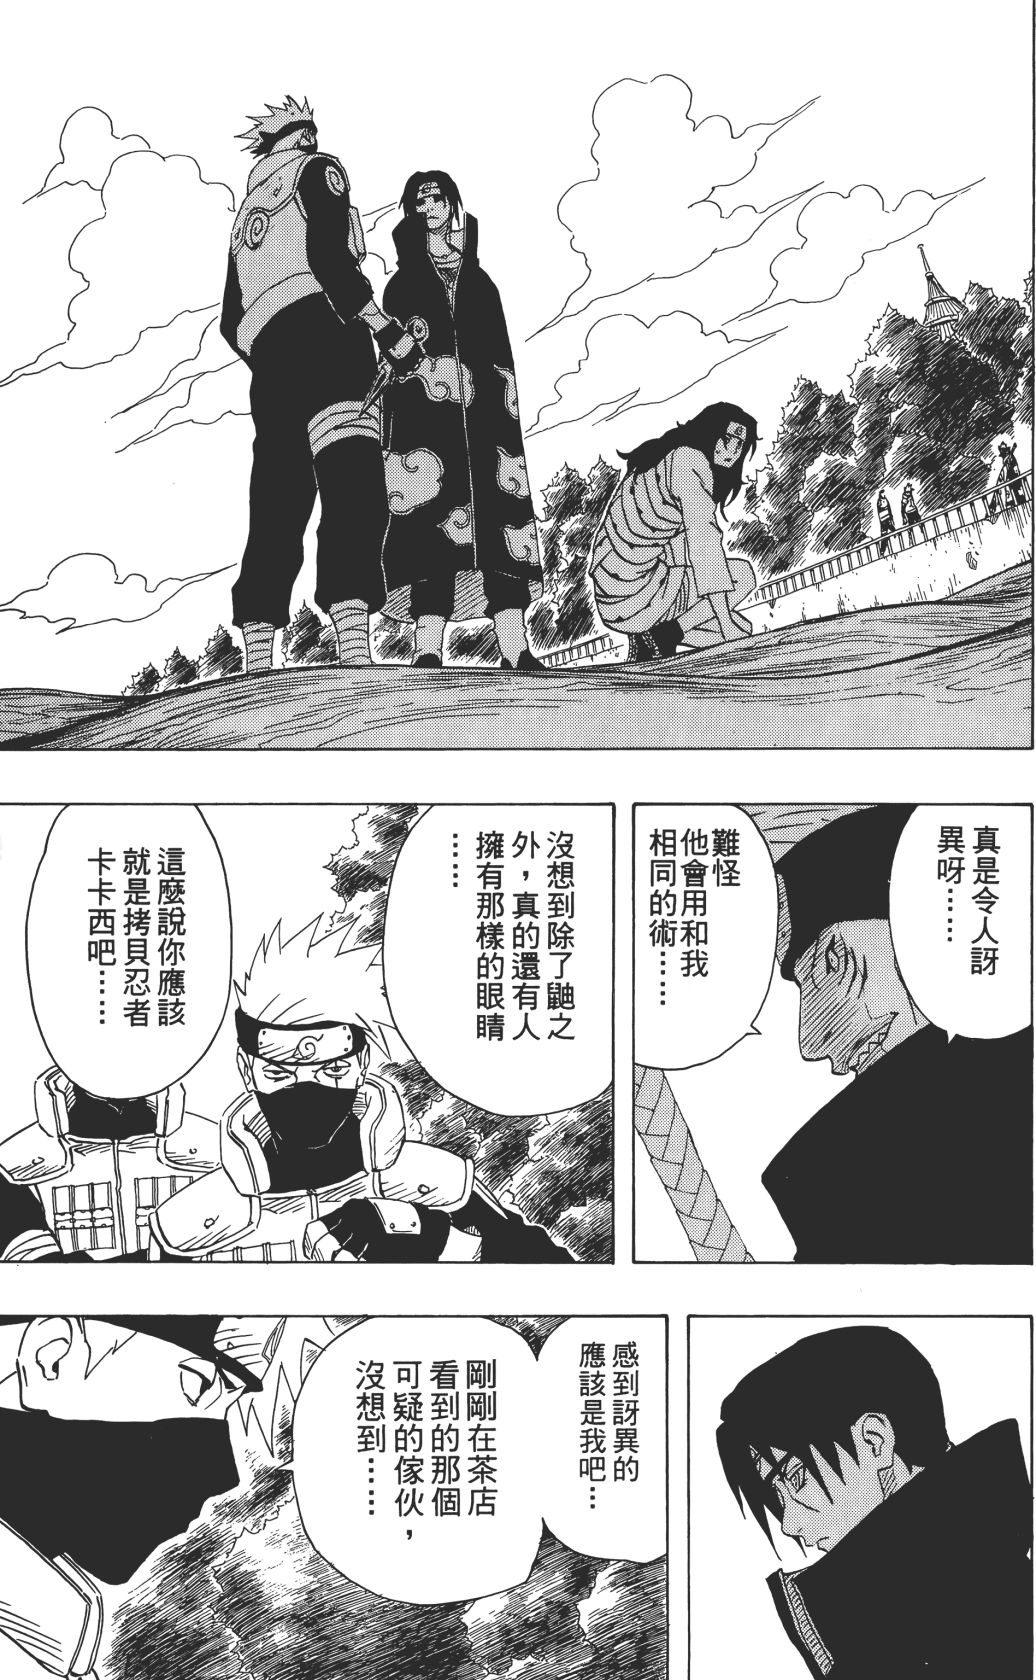 真是令人訝
異呀……
難怪
他會用和我
相同的術……
沒想到除了鼬之
外，真的還有人
擁有那樣的眼睛
……
這麼說你應該
就是拷貝忍者
卡卡西吧……
感到訝異的
應該是我吧…
剛剛在茶店
看到的那個
可疑的傢伙，
沒想到……